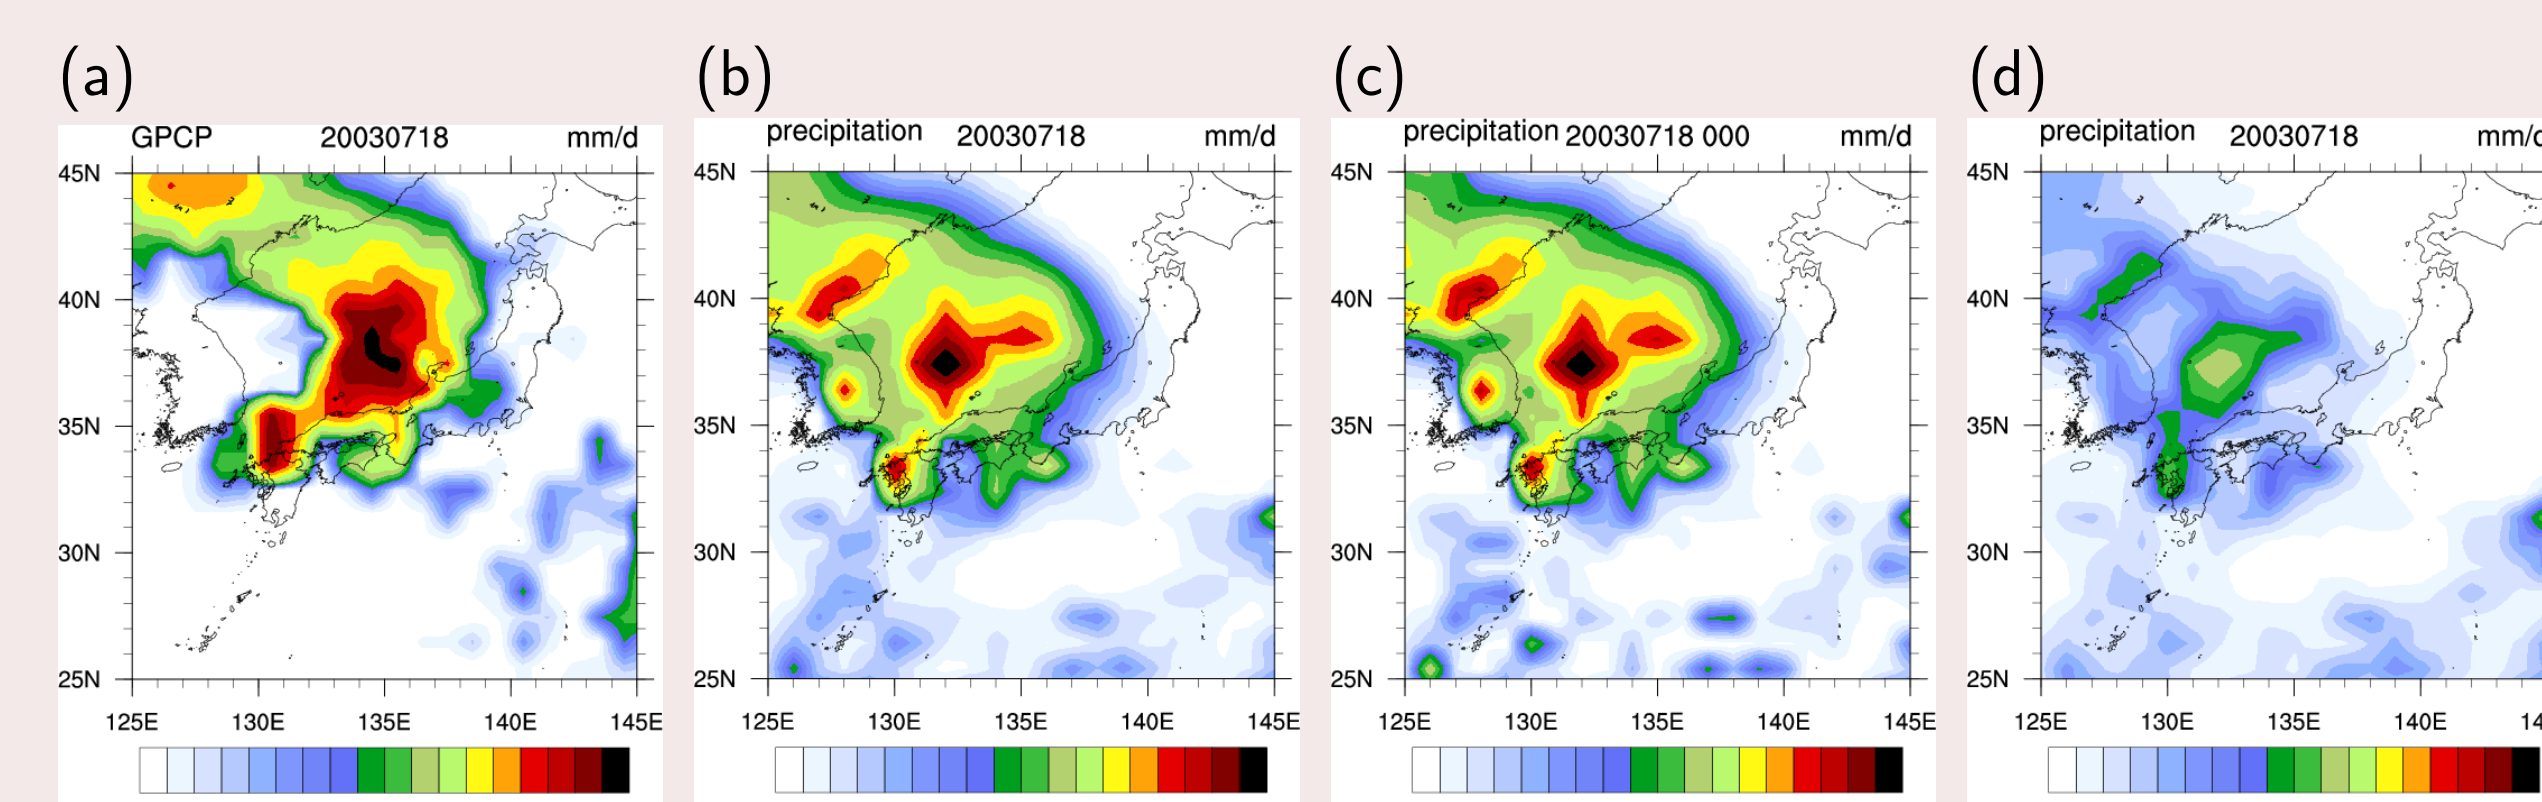 (a) (b) (c) (d)
GPCP 20030718 mm/d
45N
40N
35N
30N
25N
125E 130E 135E 140E 145E
precipitation 20030718 mm/d
45N
40N
35N
30N
25N
125E 130E 135E 140E 145E
precipitation 20030718 000 mm/d
45N
40N
35N
30N
25N
125E 130E 135E 140E 145E
precipitation 20030718 mm/
45N
40N
35N
30N
25N
125E 130E 135E 140E 14